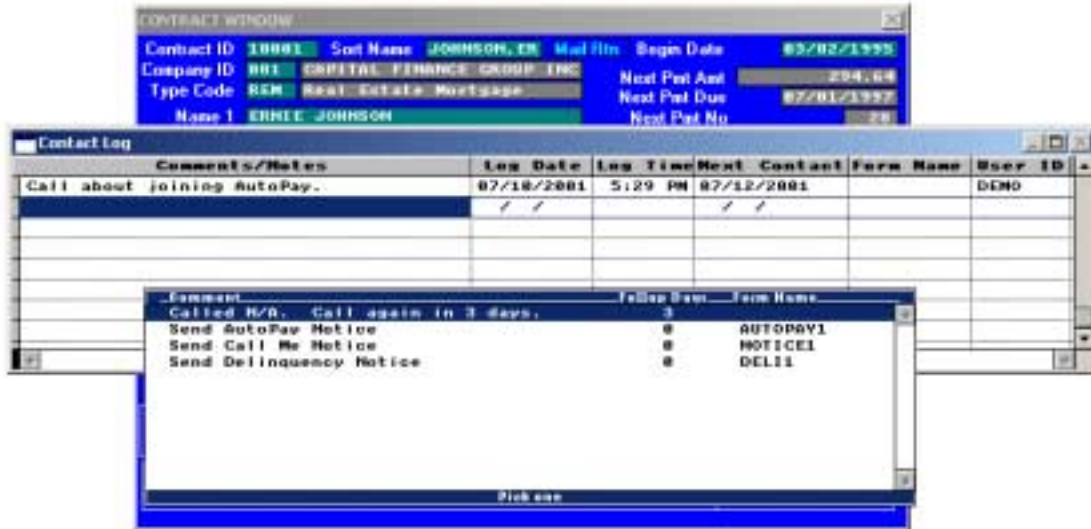 CONTRACT WINDOW
Contract ID 10001 Sort Name JOHNSON, ER Mail Rtn Begin Date 03/02/1995
Company ID 001 CAPITAL FINANCE GROUP INC Next Pmt Amt 294.64
Type Code REM Real Estate Mortgage Next Pmt Due 07/01/1997
Name 1 ERNIE JOHNSON Next Pmt No 28
Contact Log
Comments/Notes Log Date Log Time Next Contact Form Name User ID
Call about joining AutoPay. 07/10/2001 5:29 PM 07/12/2001 DEMO
/ / / /
Comment Follup Days Form Name
Called N/A. Call again in 3 days. 3
Send AutoPay Notice 0 AUTOPAY1
Send Call Me Notice 0 NOTICE1
Send Delinquency Notice 0 DELI1
Pick one